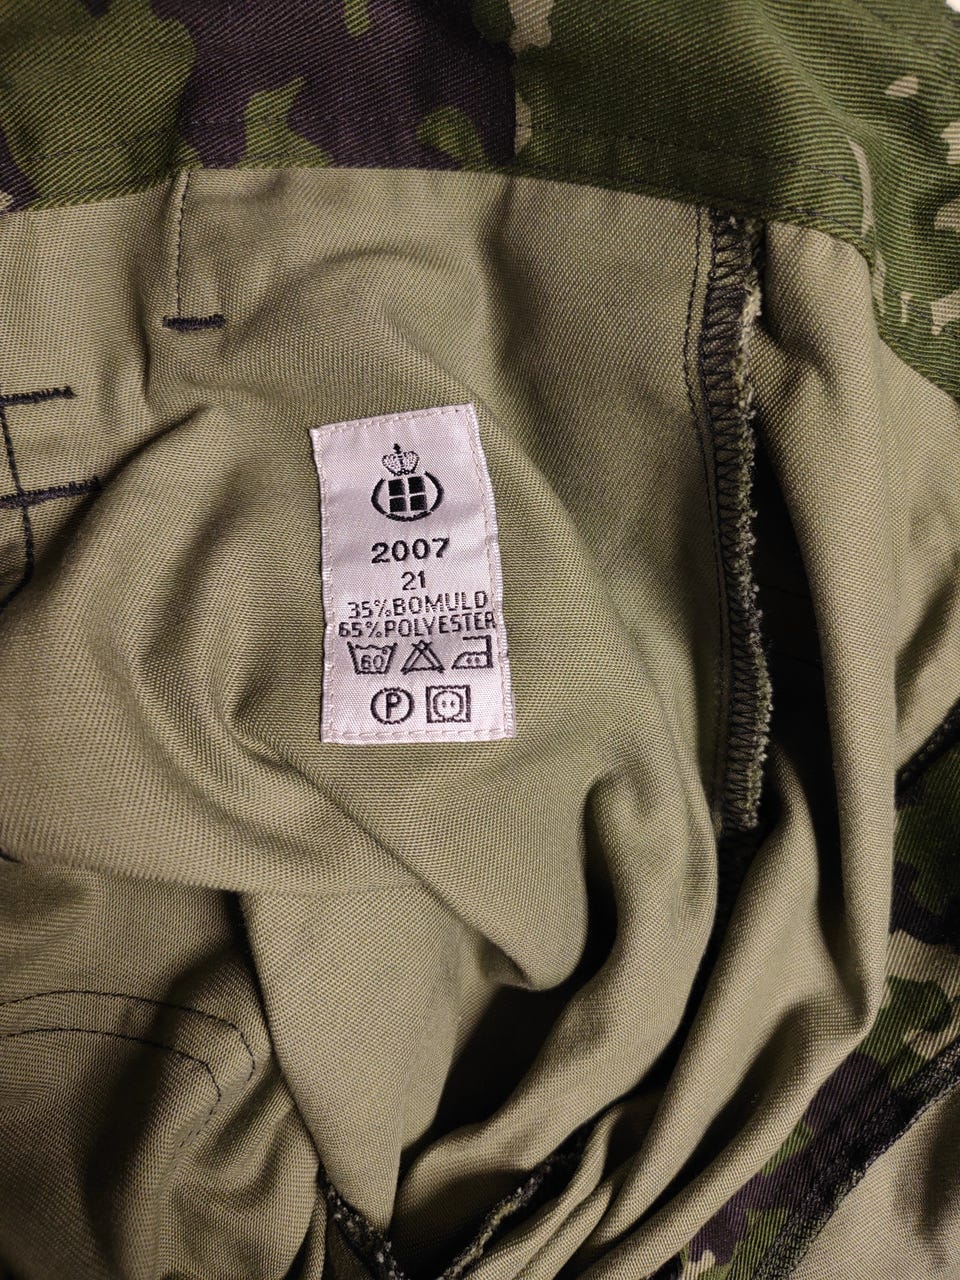 2007
21
35%BOMULD
65%POLYESTER
60°
P